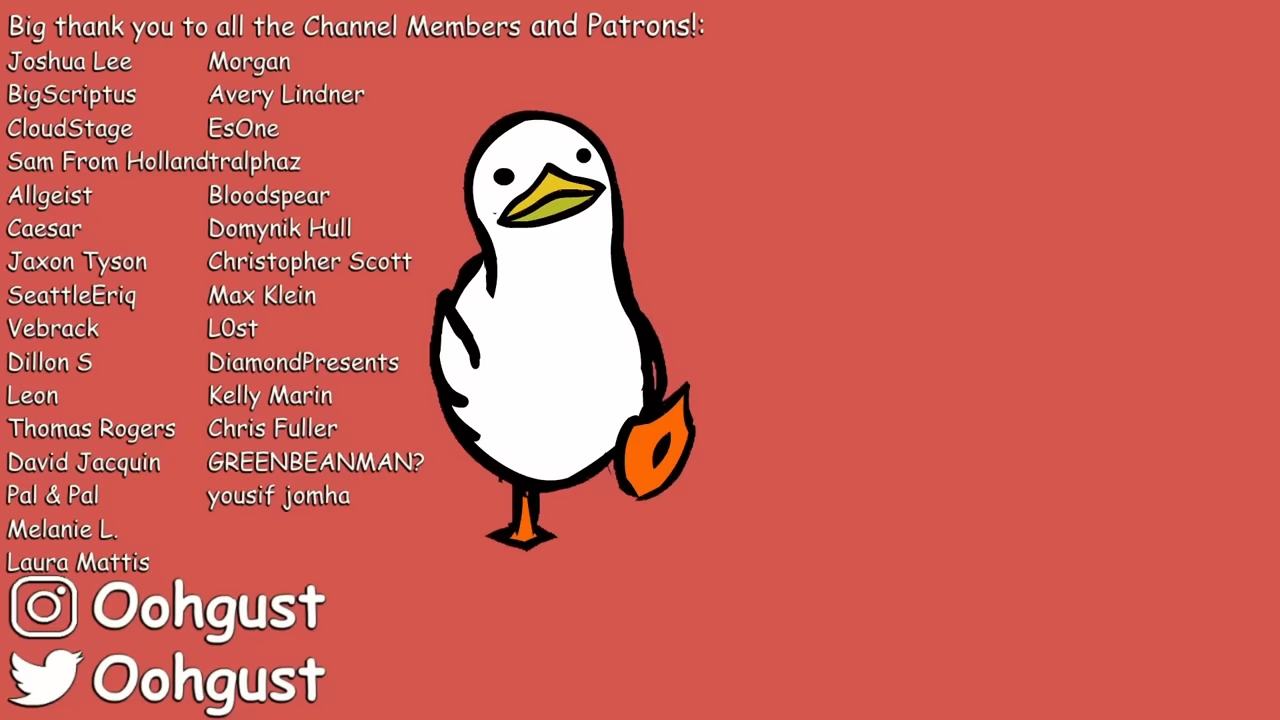 Big thank you to all the Channel Members and Patrons!:
Joshua Lee Morgan
BigScriptus Avery Lindner
CloudStage EsOne
Sam From Holland tralphaz
Allgeist Bloodspear
Caesar Domynik Hull
Jaxon Tyson Christopher Scott
SeattleEriq Max Klein
Vebrack L0st
Dillon S DiamondPresents
Leon Kelly Marin
Thomas Rogers Chris Fuller
David Jacquin GREENBEANMAN?
Pal & Pal yousif jomha
Melanie L.
Laura Mattis
Oohgust
Oohgust